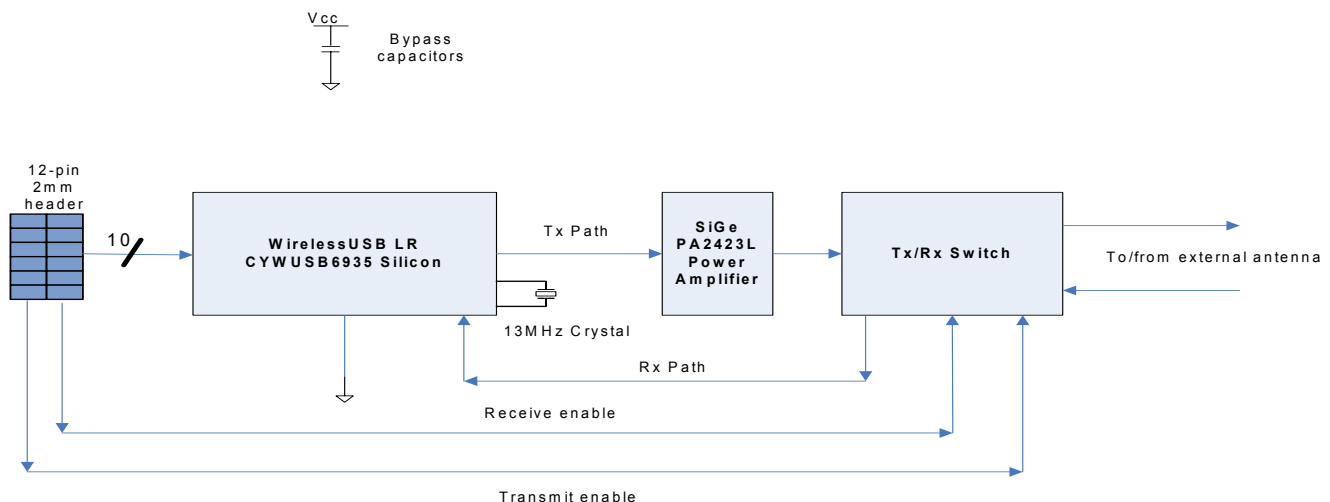 Vcc
Bypass
capacitors
12-pin
2mm
header
10
WirelessUSB LR
CYWUSB6935 Silicon
Tx Path
SiGe
PA2423L
Power
Amplifier
Tx/Rx Switch
To/from external antenna
13MHz Crystal
Rx Path
Receive enable
Transmit enable